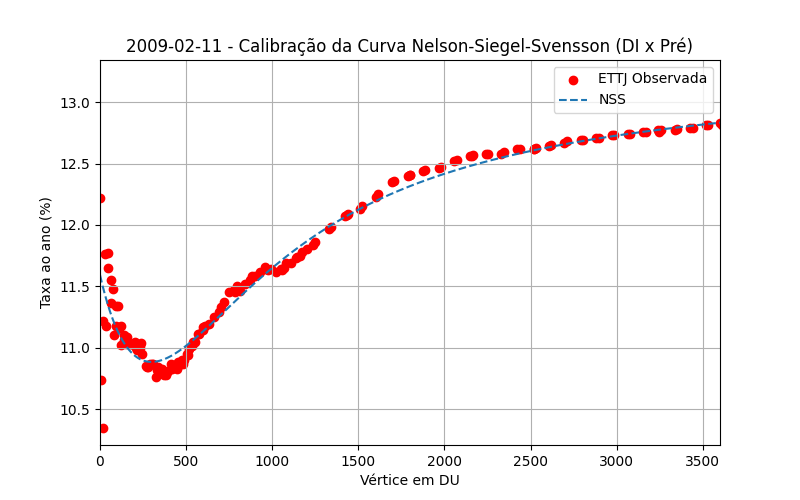 2009-02-11 - Calibração da Curva Nelson-Siegel-Svensson (DI x Pré)
ETTJ Observada
NSS
Taxa ao ano (%)
13.0
12.5
12.0
11.5
11.0
10.5
0 500 1000 1500 2000 2500 3000 3500
Vértice em DU